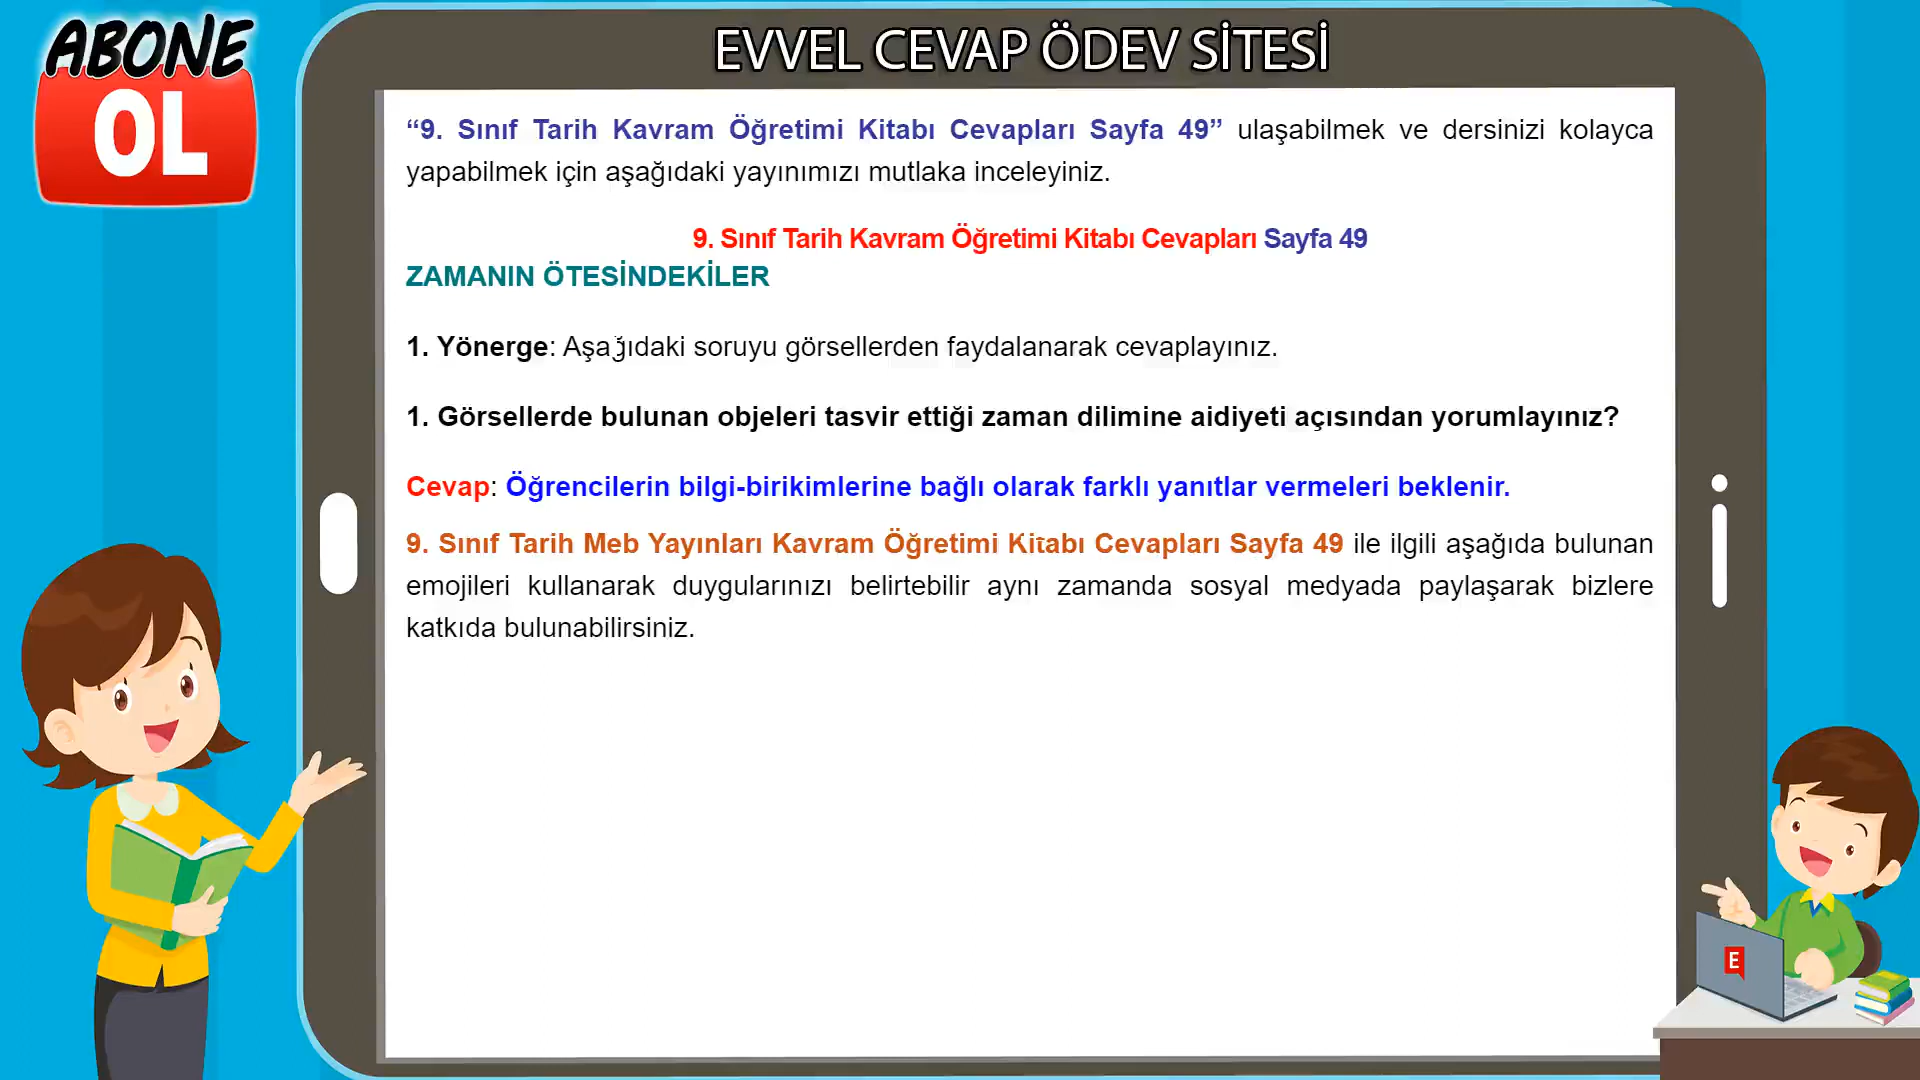 ABONE
OL
EVVEL CEVAP ÖDEV SİTESİ
“9. Sınıf Tarih Kavram Öğretimi Kitabı Cevapları Sayfa 49” ulaşabilmek ve dersinizi kolayca
yapabilmek için aşağıdaki yayınımızı mutlaka inceleyiniz.
9. Sınıf Tarih Kavram Öğretimi Kitabı Cevapları Sayfa 49
ZAMANIN ÖTESİNDEKİLER
1. Yönerge: Aşağıdaki soruyu görsellerden faydalanarak cevaplayınız.
1. Görsellerde bulunan objeleri tasvir ettiği zaman dilimine aidiyeti açısından yorumlayınız?
Cevap: Öğrencilerin bilgi-birikimlerine bağlı olarak farklı yanıtlar vermeleri beklenir.
9. Sınıf Tarih Meb Yayınları Kavram Öğretimi Kitabı Cevapları Sayfa 49 ile ilgili aşağıda bulunan
emojileri kullanarak duygularınızı belirtebilir aynı zamanda sosyal medyada paylaşarak bizlere
katkıda bulunabilirsiniz.
E